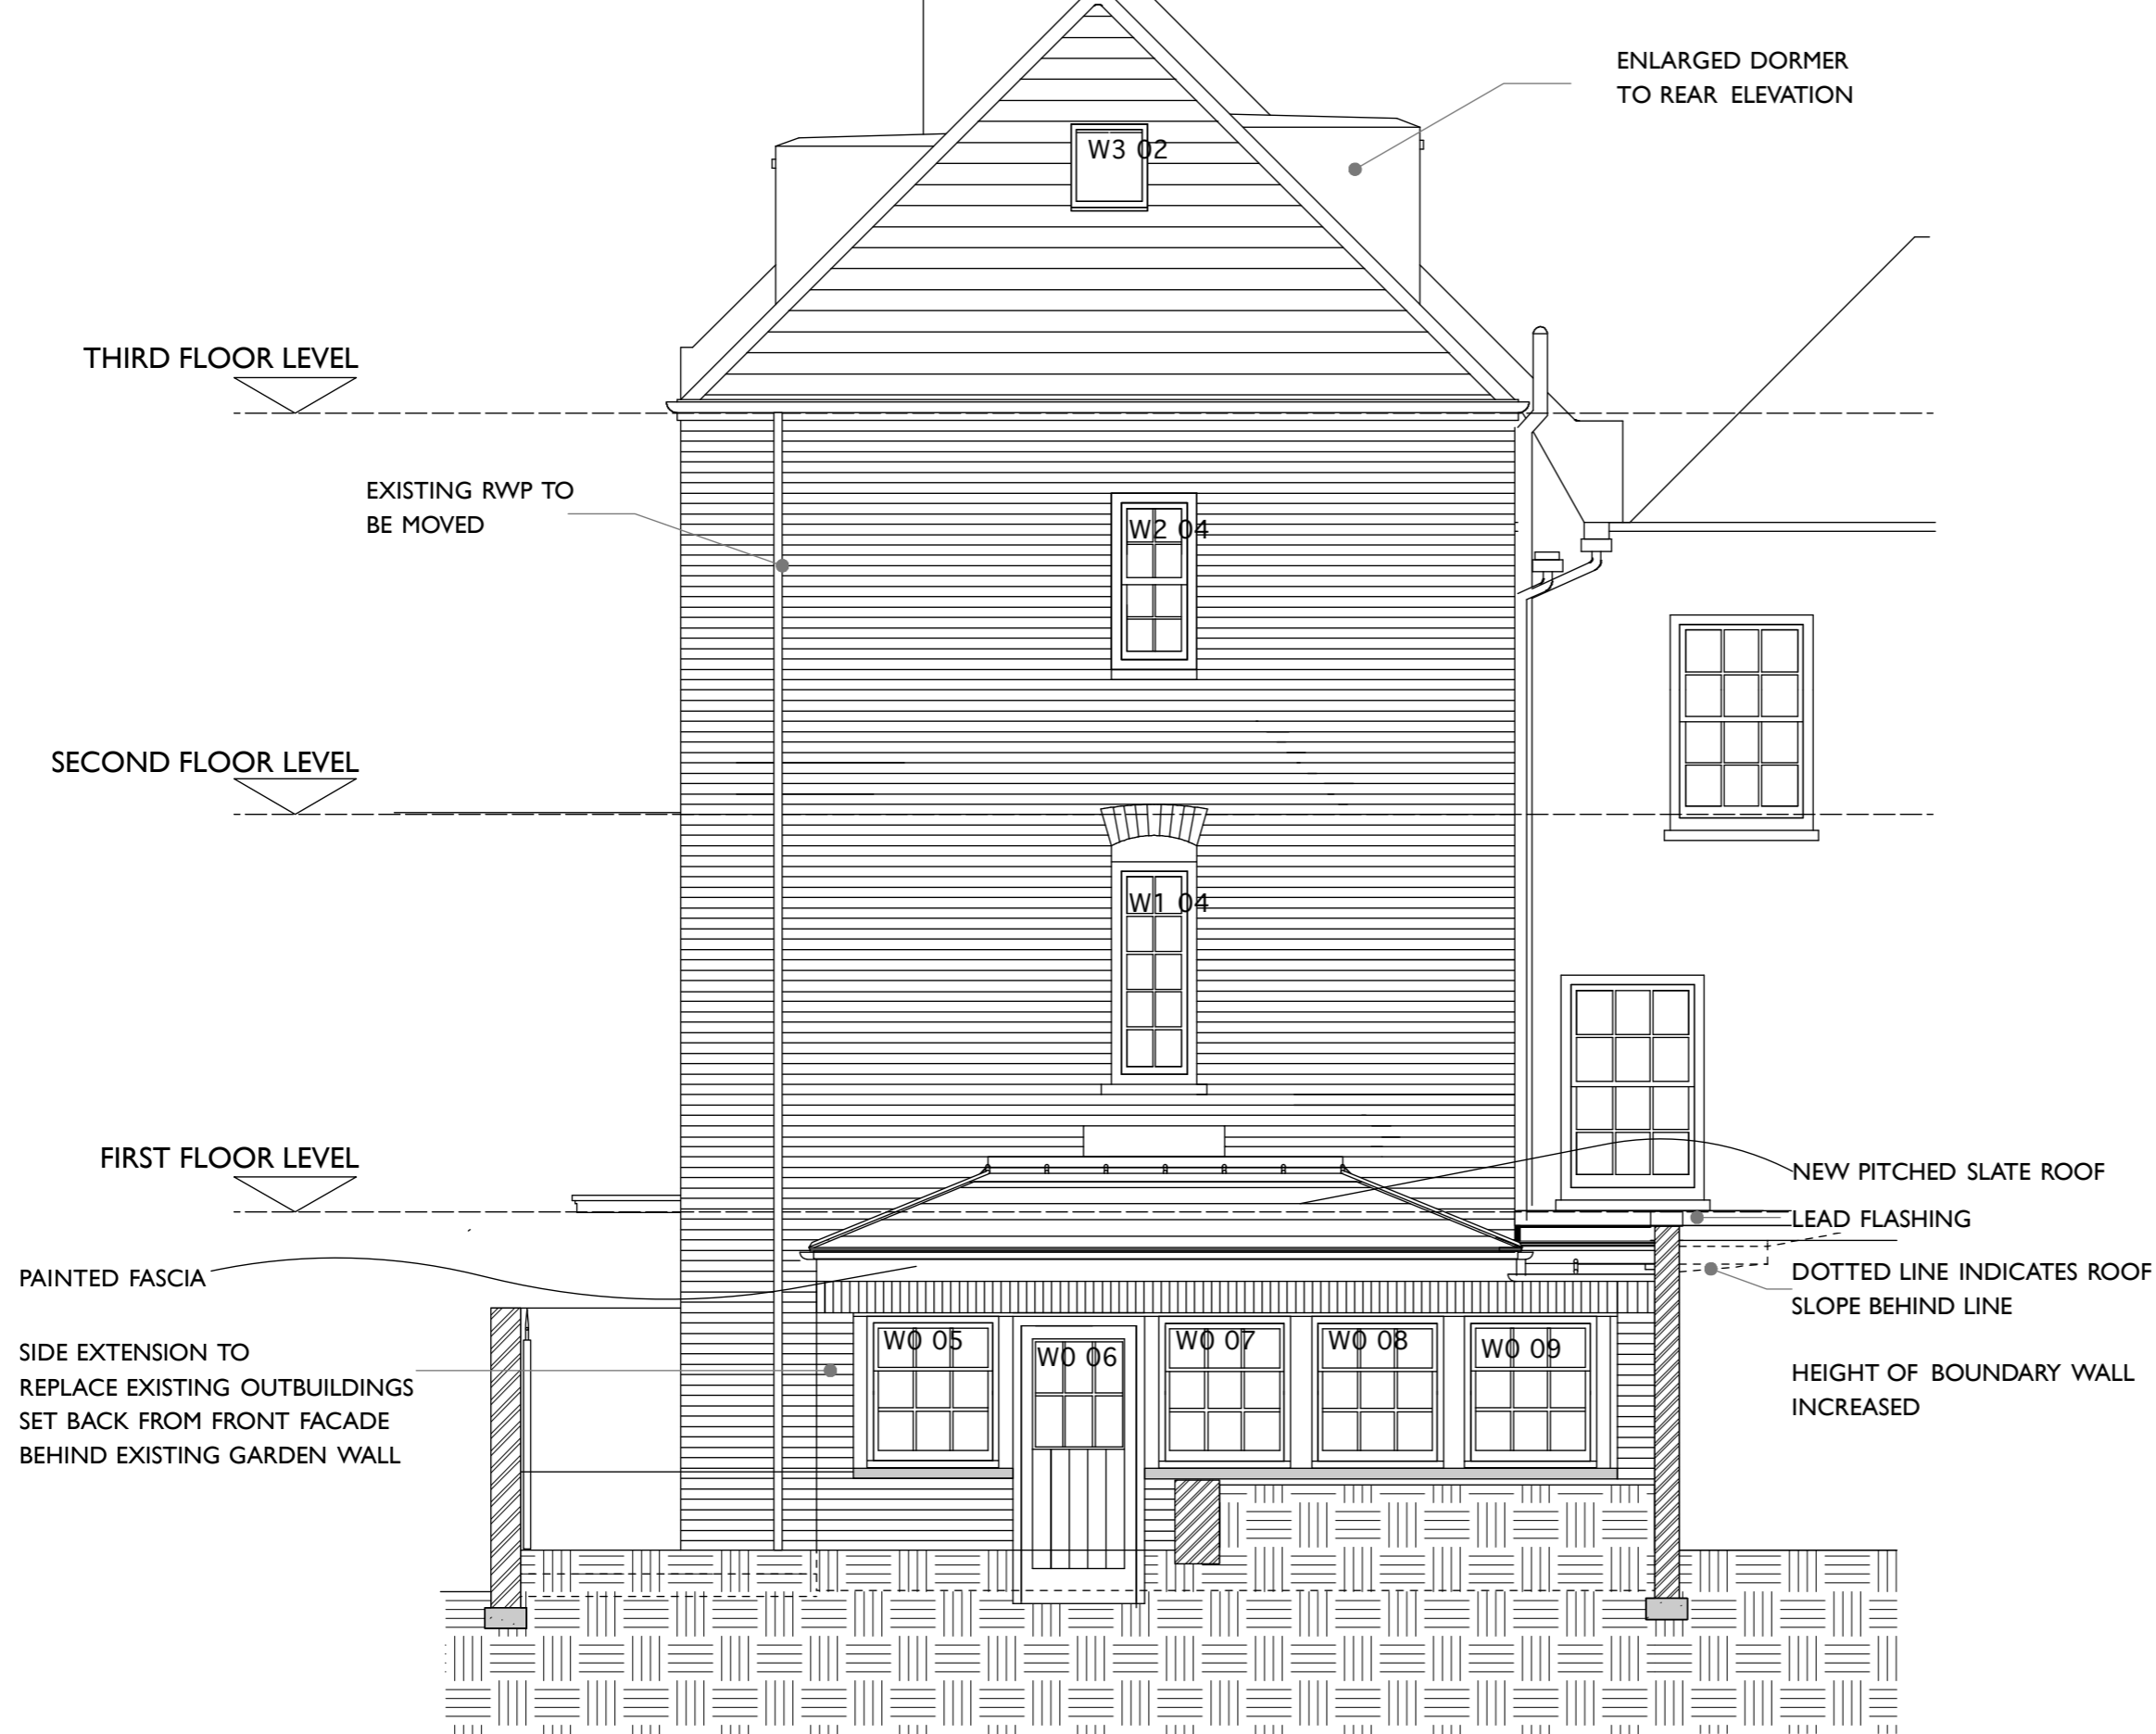 ENLARGED DORMER
TO REAR ELEVATION
W3 02
THIRD FLOOR LEVEL
EXISTING RWP TO
BE MOVED
W2 04
SECOND FLOOR LEVEL
W1 04
FIRST FLOOR LEVEL
NEW PITCHED SLATE ROOF
LEAD FLASHING
PAINTED FASCIA
DOTTED LINE INDICATES ROOF
SLOPE BEHIND LINE
SIDE EXTENSION TO
REPLACE EXISTING OUTBUILDINGS
SET BACK FROM FRONT FACADE
BEHIND EXISTING GARDEN WALL
W0 05
W0 06
W0 07
W0 08
W0 09
HEIGHT OF BOUNDARY WALL
INCREASED